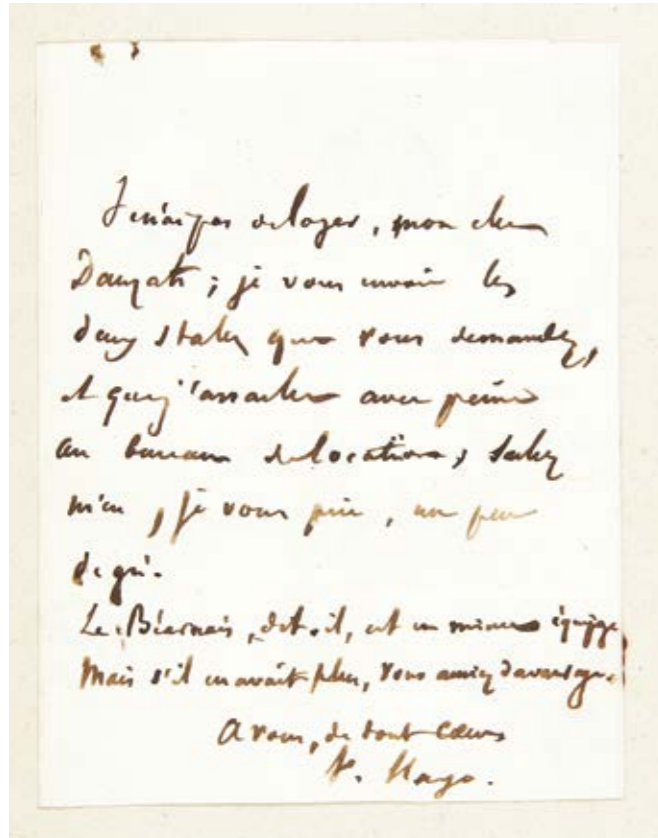 Je n'ai pas de loges, mon cher
Dauzats ; je vous envoie les
deux stalles que vous demandez,
et que j'arrache avec peine
au bureau de location ; sachez
m'en, je vous prie, un peu
de gré.
Le Béarnais, dit-il, est un mince équipage
Mais s'il en avait plus, vous auriez davantage.
A vous, de tout cœur
V. Hugo.